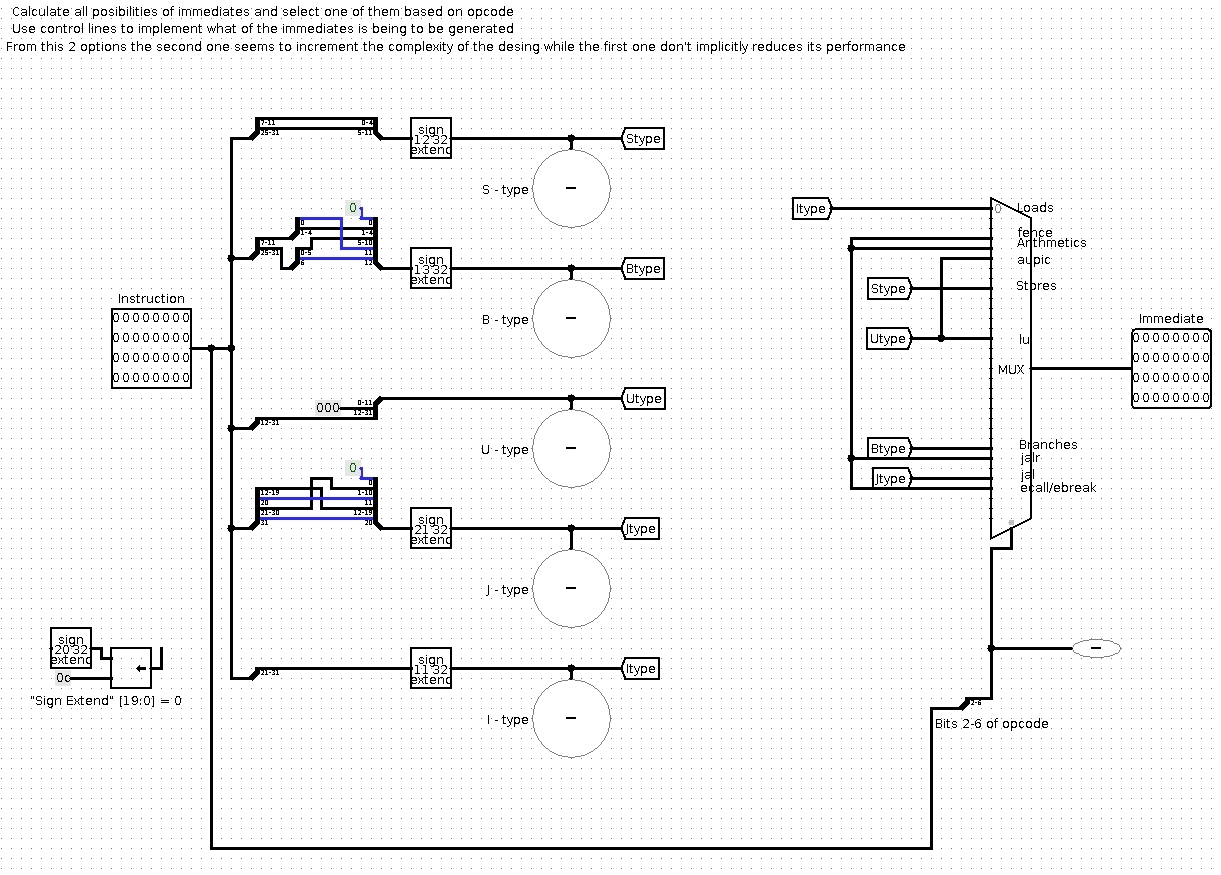 Calculate all posibilities of immediates and select one of them based on opcode
Use control lines to implement what of the immediates is being to be generated
From this 2 options the second one seems to increment the complexity of the desing while the first one don't implicitly reduces its performance
7-11
0-4
25-31
5-11
sign
12 32
extend
Stype
S - type
0
1
0
0
1-4
1-4
7-11
5-10
25-31
0-5
11
6
12
sign
13 32
extend
Btype
B - type
Itype
0
Loads
fence
Arithmetics
aupic
Stypes
Stores
Utype
lu
MUX
Instruction
00000000
00000000
00000000
00000000
Immediate
00000000
00000000
00000000
00000000
000
0-11
12-31
12-31
Utype
U - type
Btype
Branches
jalr
Jtype
jal
ecall/ebreak
0
1
0
12-19
1-10
20
11
21-30
12-19
31
20
sign
21 32
extend
Jtype
J - type
sign
20 32
extend
0c
"Sign Extend" [19:0] = 0
21-31
sign
11 32
extend
Itype
I - type
2-6
Bits 2-6 of opcode